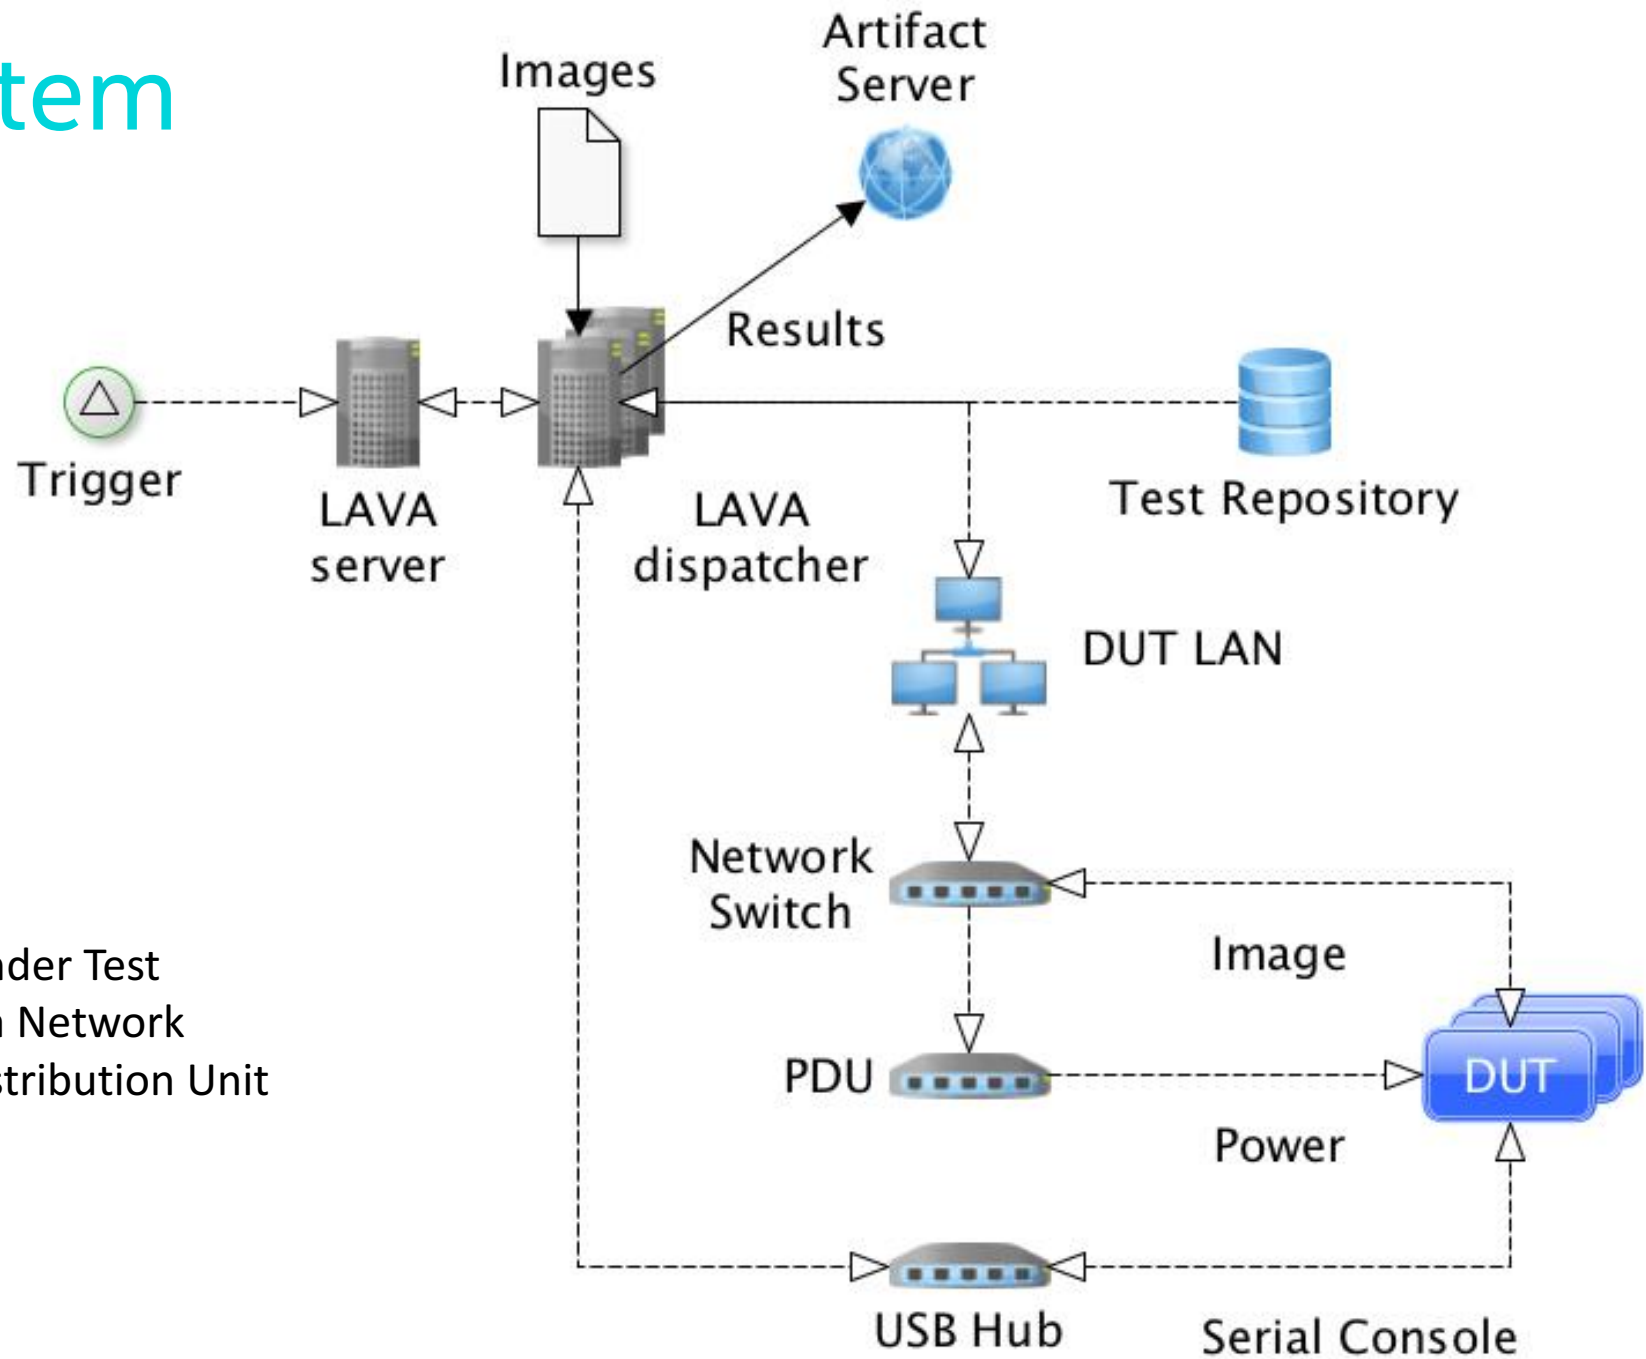 tem
Images
Artifact
Server
Results
Trigger
LAVA
server
LAVA
dispatcher
Test Repository
DUT LAN
Network
Switch
Image
nder Test
n Network
stribution Unit
PDU
DUT
Power
USB Hub
Serial Console